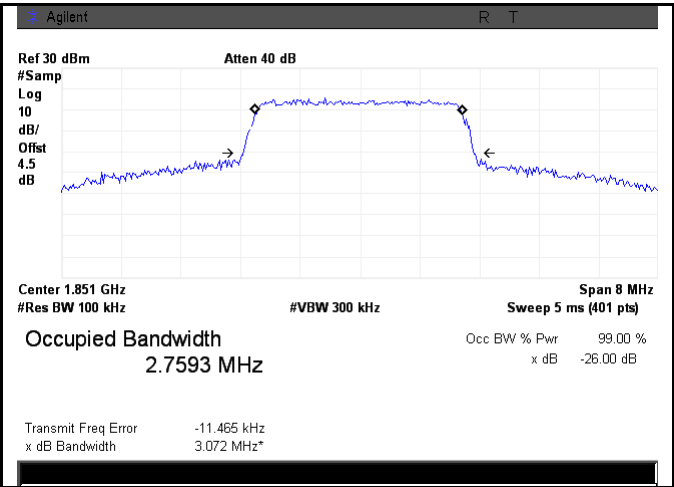 Agilent R T
Ref 30 dBm Atten 40 dB
#Samp
Log
10
dB/
Offst
4.5
dB
Center 1.851 GHz Span 8 MHz
#Res BW 100 kHz #VBW 300 kHz Sweep 5 ms (401 pts)
Occupied Bandwidth Occ BW % Pwr 99.00 %
2.7593 MHz x dB -26.00 dB
Transmit Freq Error -11.465 kHz
x dB Bandwidth 3.072 MHz*